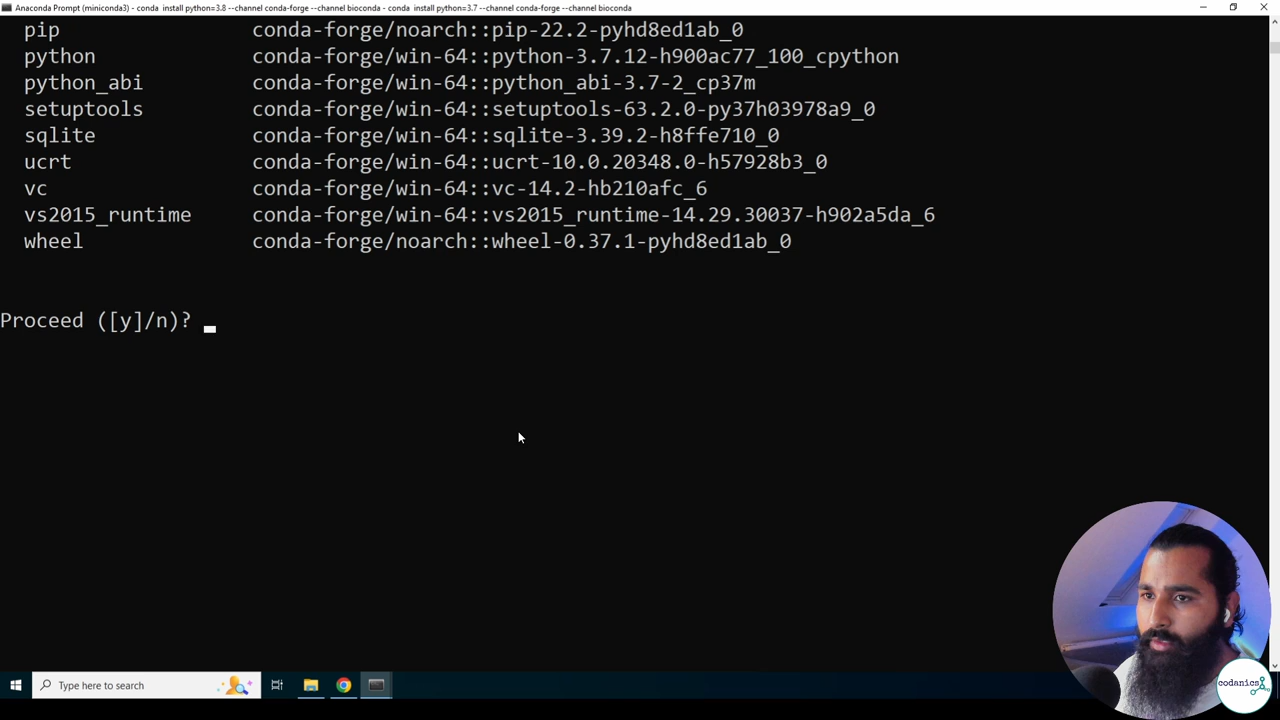 Anaconda Prompt (miniconda3) - conda install python=3.8 --channel conda-forge --channel bioconda - conda install python=3.7 --channel conda-forge --channel bioconda
pip conda-forge/noarch::pip-22.2-pyhd8ed1ab_0
python conda-forge/win-64::python-3.7.12-h900ac77_100_cpython
python_abi conda-forge/win-64::python_abi-3.7-2_cp37m
setuptools conda-forge/win-64::setuptools-63.2.0-py37h03978a9_0
sqlite conda-forge/win-64::sqlite-3.39.2-h8ffe710_0
ucrt conda-forge/win-64::ucrt-10.0.20348.0-h57928b3_0
vc conda-forge/win-64::vc-14.2-hb210afc_6
vs2015_runtime conda-forge/win-64::vs2015_runtime-14.29.30037-h902a5da_6
wheel conda-forge/noarch::wheel-0.37.1-pyhd8ed1ab_0
Proceed ([y]/n)?
Type here to search
codanics